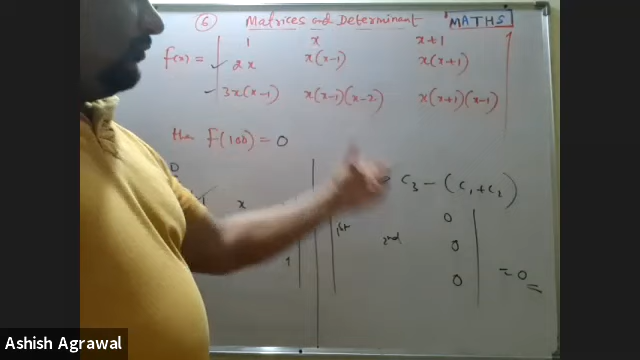 6 Matrices and Determinant MATHS
1 x x+1
f(x) = 2x x(x-1) x(x+1)
3x(x-1) x(x-1)(x-2) x(x+1)(x-1)
then f(100) = 0
C3 - (C1+C2)
x 0
1st 2nd 0
1
0 = 0
Ashish Agrawal